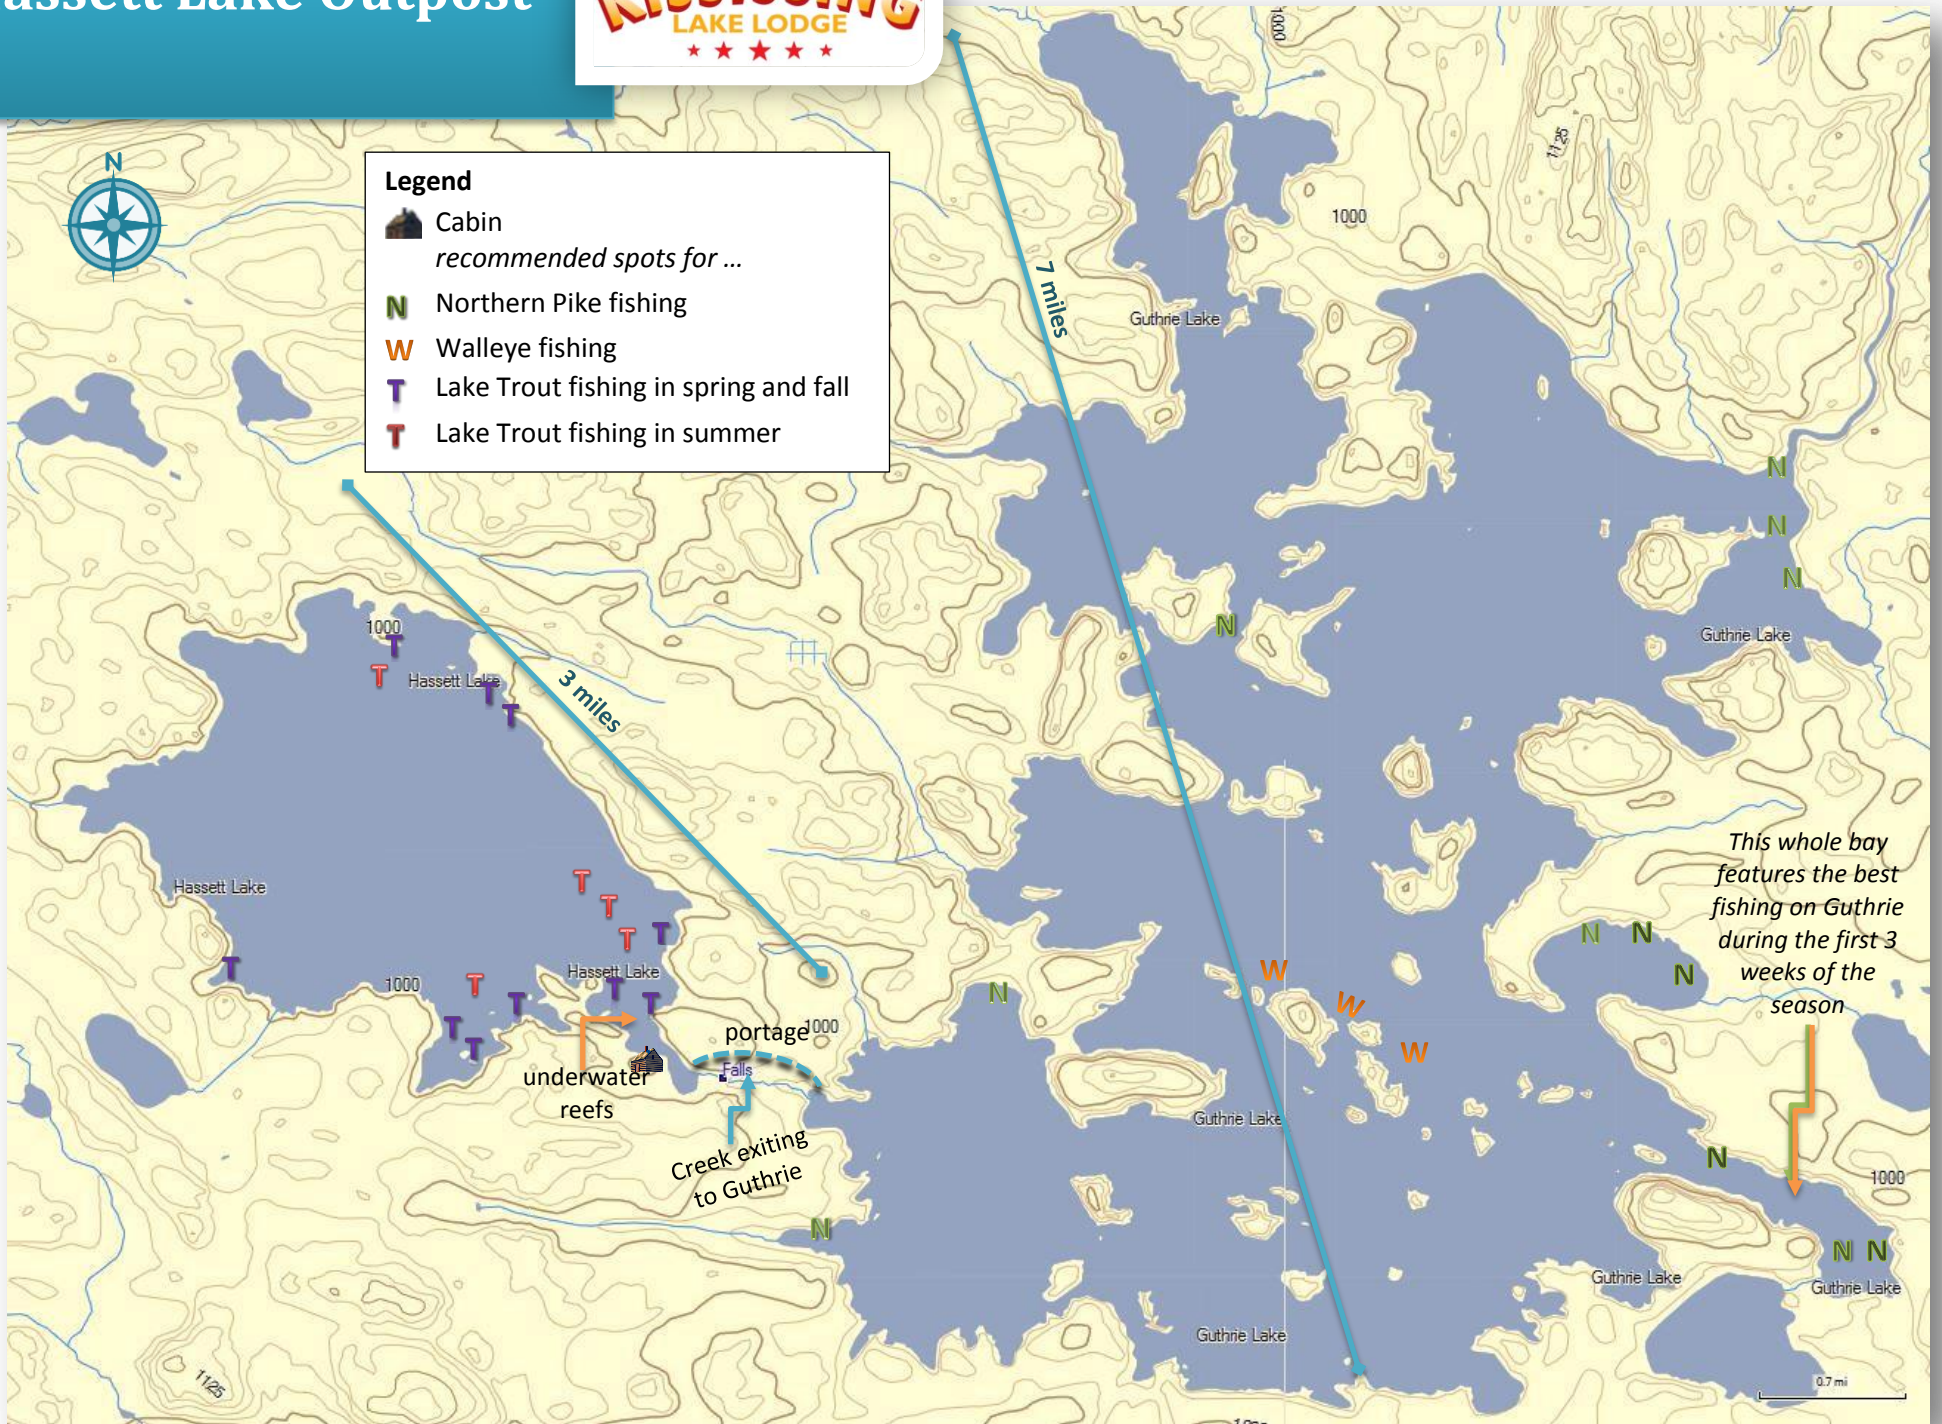 assett Lake Outpost
KISSISSING
LAKE LODGE
N
Legend
Cabin
recommended spots for ...
N Northern Pike fishing
W Walleye fishing
T Lake Trout fishing in spring and fall
T Lake Trout fishing in summer
1000
1125
1000
7 miles
Guthrie Lake
N
N
N
N
Guthrie Lake
1000
T
T
Hassett Lake
T
T
3 miles
This whole bay
features the best
fishing on Guthrie
during the first 3
weeks of the
season
Hassett Lake
T
T
T
T
T
Hassett Lake
1000
T
T
T
T
T
T
N
N
N
N
W
W
W
portage
1000
Falls
underwater
reefs
Creek exiting
to Guthrie
Guthrie Lake
N
1000
N
N
N
Guthrie Lake
Guthrie Lake
Guthrie Lake
1125
0.7 mi